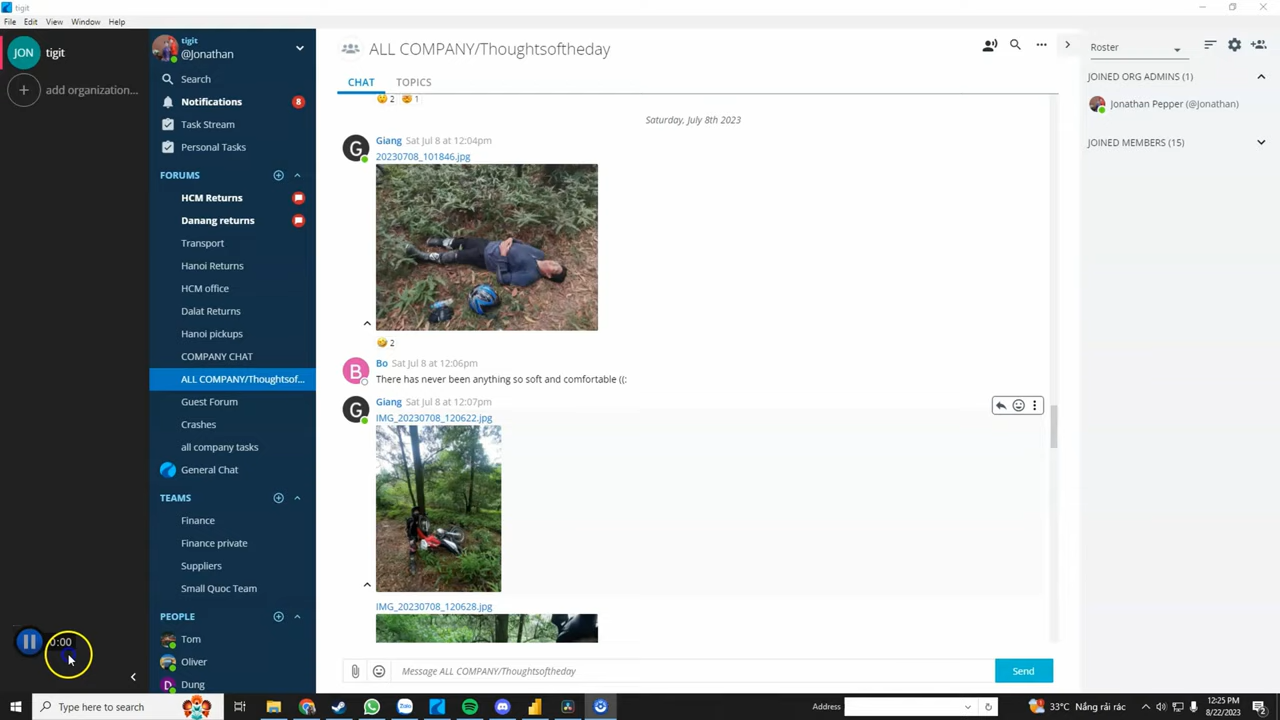 tigit
File Edit View Window Help
JON tigit
add organization...
tigit
@Jonathan
Search
Notifications 8
Task Stream
Personal Tasks
FORUMS
HCM Returns
Danang returns
Transport
Hanoi Returns
HCM office
Dalat Returns
Hanoi pickups
COMPANY CHAT
ALL COMPANY/Thoughtsof...
Guest Forum
Crashes
all company tasks
General Chat
TEAMS
Finance
Finance private
Suppliers
Small Quoc Team
PEOPLE
Tom
Oliver
D Dung
0:00
ALL COMPANY/Thoughtsoftheday
CHAT TOPICS
2 1
Saturday, July 8th 2023
G Giang Sat Jul 8 at 12:04pm
20230708_101846.jpg
2
B Bo Sat Jul 8 at 12:06pm
There has never been anything so soft and comfortable ((:
G Giang Sat Jul 8 at 12:07pm
IMG_20230708_120622.jpg
IMG_20230708_120628.jpg
Message ALL COMPANY/Thoughtsoftheday
Send
Roster
JOINED ORG ADMINS (1)
Jonathan Pepper (@Jonathan)
JOINED MEMBERS (15)
Type here to search
Address
33°C Nắng rải rác
12:25 PM
8/22/2023
2